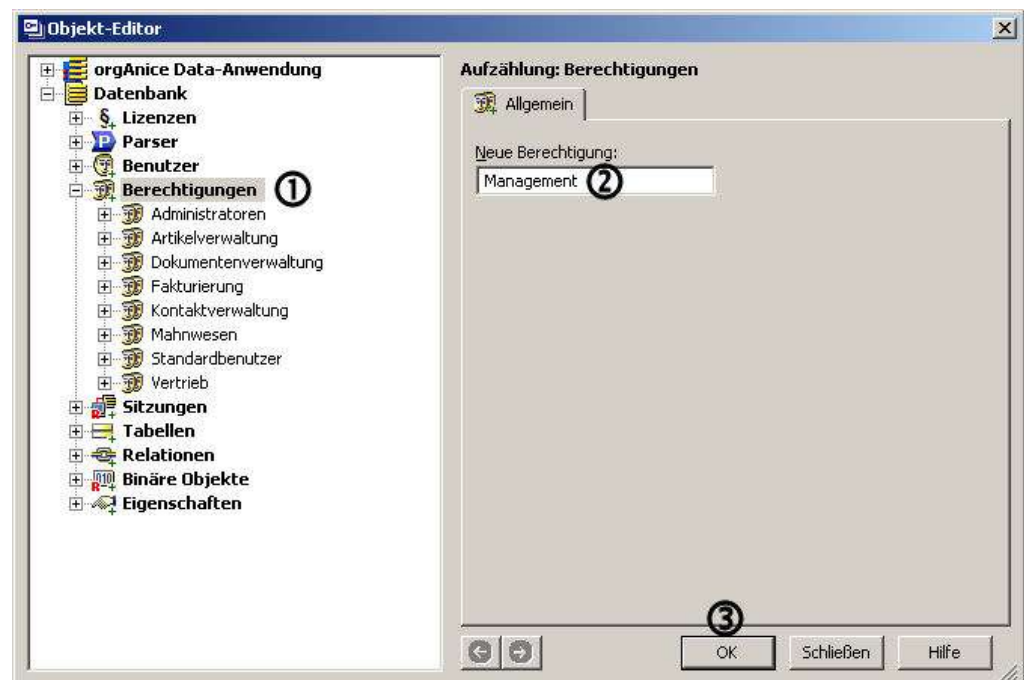 Objekt-Editor
orgAnice Data-Anwendung
Datenbank
Lizenzen
Parser
Benutzer
Berechtigungen ①
Administratoren
Artikelverwaltung
Dokumentenverwaltung
Fakturierung
Kontaktverwaltung
Mahnwesen
Standardbenutzer
Vertrieb
Sitzungen
Tabellen
Relationen
Binäre Objekte
Eigenschaften
Aufzählung: Berechtigungen
Allgemein
Neue Berechtigung:
Management ②
③
OK
Schließen
Hilfe